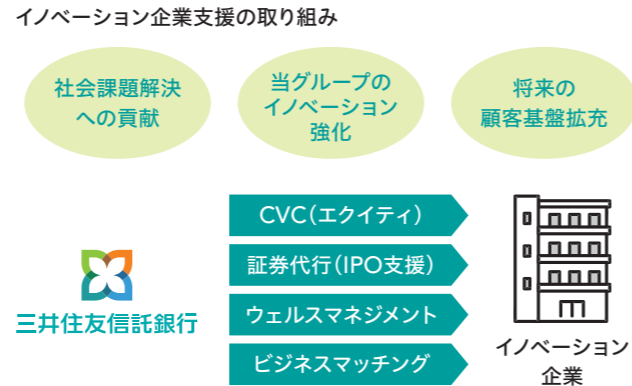 イノベーション企業支援の取り組み
社会課題解決
への貢献
当グループの
イノベーション
強化
将来の
顧客基盤拡充
CVC（エクイティ）
証券代行（IPO支援）
ウェルスマネジメント
ビジネスマッチング
三井住友信託銀行
イノベーション
企業